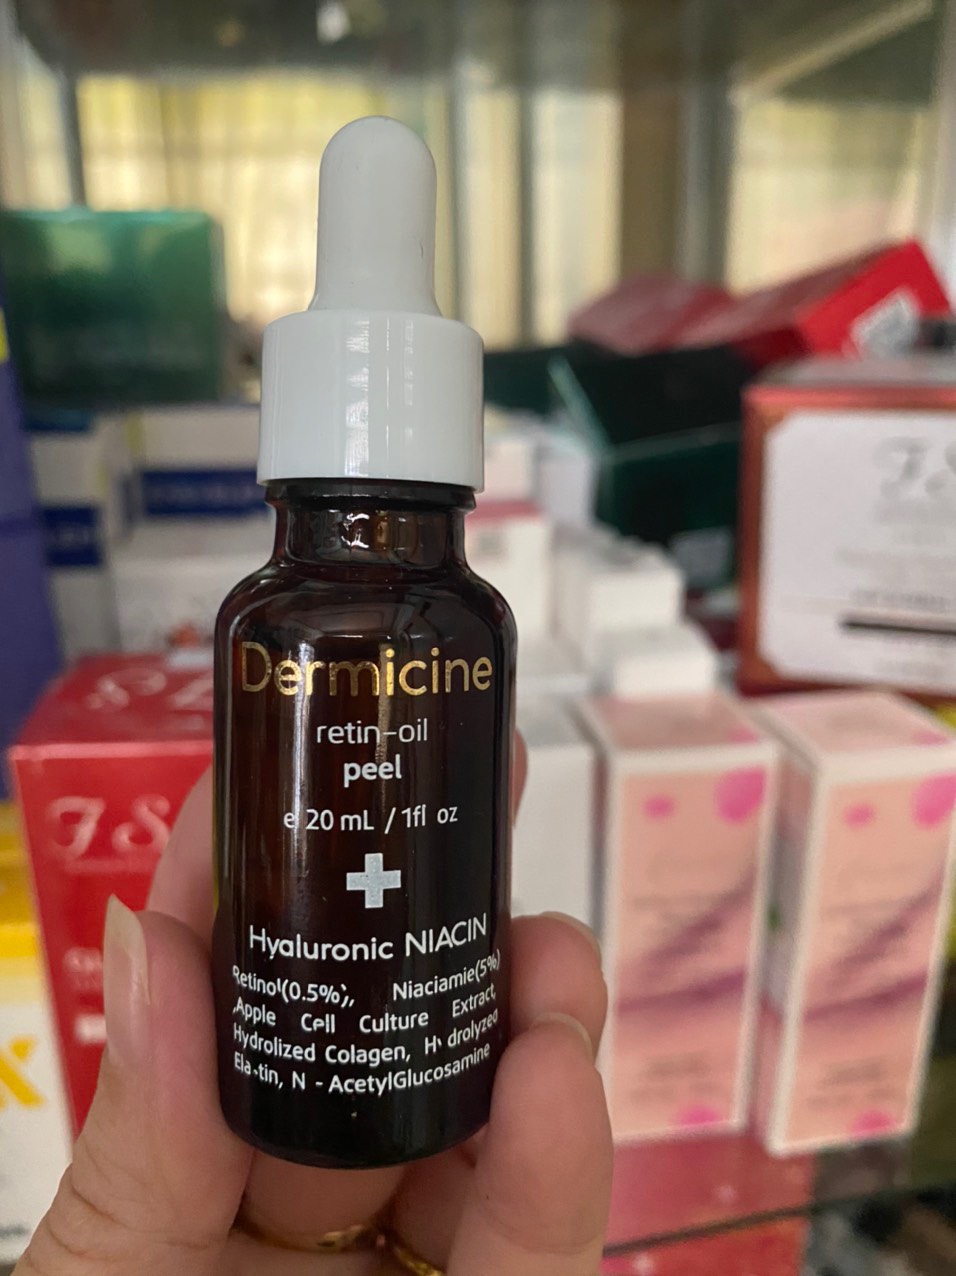 Dermicine
retin-oil
peel
e 20 mL / 1fl oz
Hyaluronic NIACIN
Retinol(0.5%),, Niaciamie(5%)
,Apple Cell Culture Extract,
Hydrolized Colagen, Hydrolyzed
Elastin, N - AcetylGlucosamine
F S